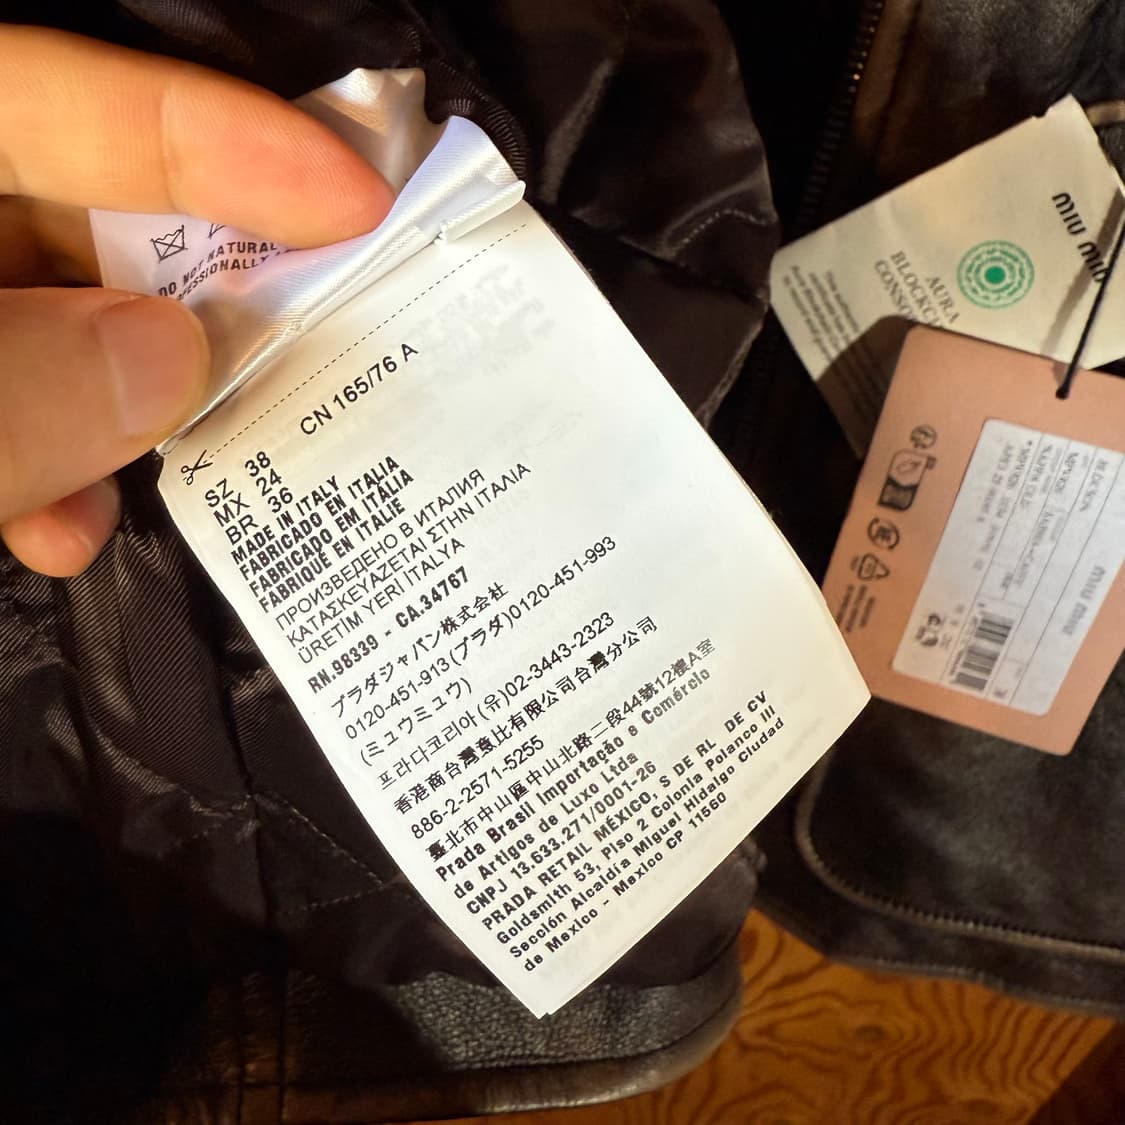 DO NOT NATURAL
CN 165/76 A
SZ 38
MX 24
BR 36
MADE IN ITALY
FABRICADO EN ITALIA
FABRICADO EM ITÁLIA
FABRIQUÉ EN ITALIE
ПРОИЗВЕДЕНО В ИТАЛИЯ
ΚΑΤΑΣΚΕΥΑΖΕΤΑΙ ΣΤΗΝ ΙΤΑΛΙΑ
ÜRETİM YERİ İTALYA
RN.98339 - CA.34767
プラダジャパン株式会社
0120-451-913(プラダ)0120-451-993
(ミュウミュウ)
프라다코리아(유)02-3443-2323
香港商台灣意比有限公司台灣分公司
886-2-2571-5255
臺北市中山區中山北路二段44號12樓A室
Prada Brasil Importação e Comércio
de Artigos de Luxo Ltda
CNPJ 13.633.271/0001-26
PRADA RETAIL MÉXICO, S DE RL DE CV
Goldsmith 53, Piso 2 Colonia Polanco III
Sección Alcaldía Miguel Hidalgo Ciudad
de Mexico - Mexico CP 11560
miu miu
AURA
miu miu